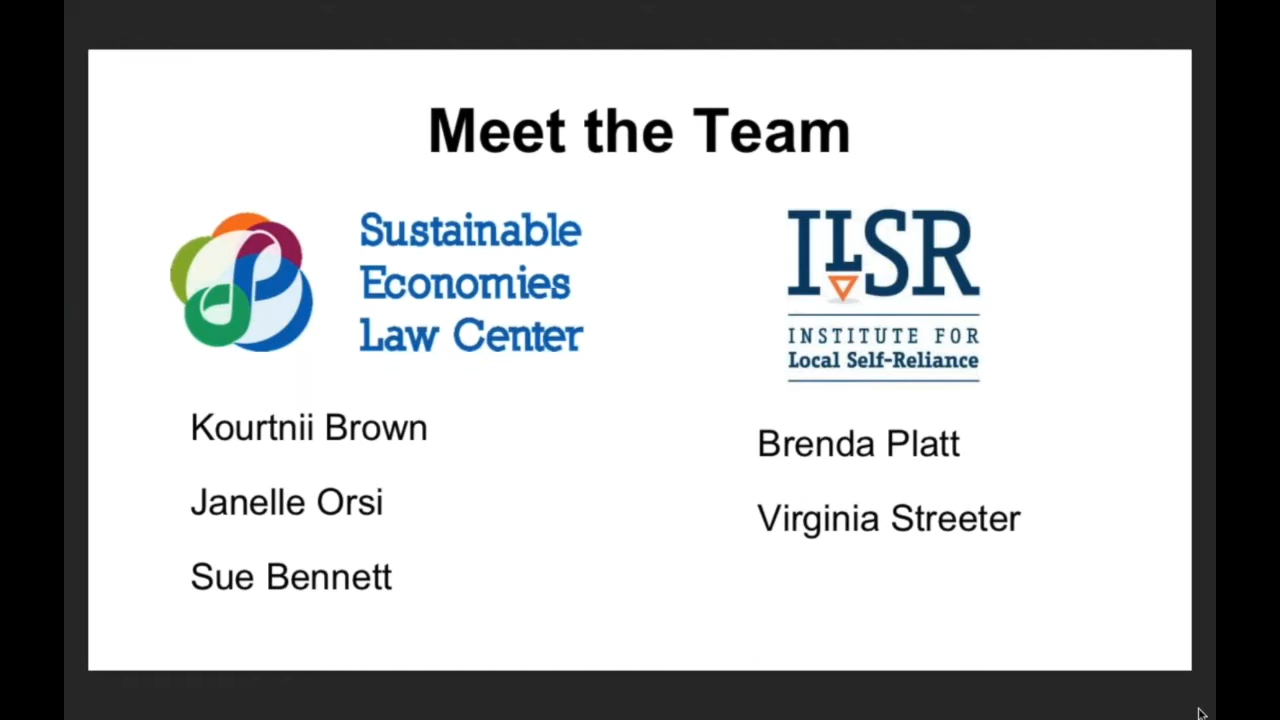 Meet the Team
Sustainable
Economies
Law Center
Kourtnii Brown
Janelle Orsi
Sue Bennett
ILSR
INSTITUTE FOR
Local Self-Reliance
Brenda Platt
Virginia Streeter